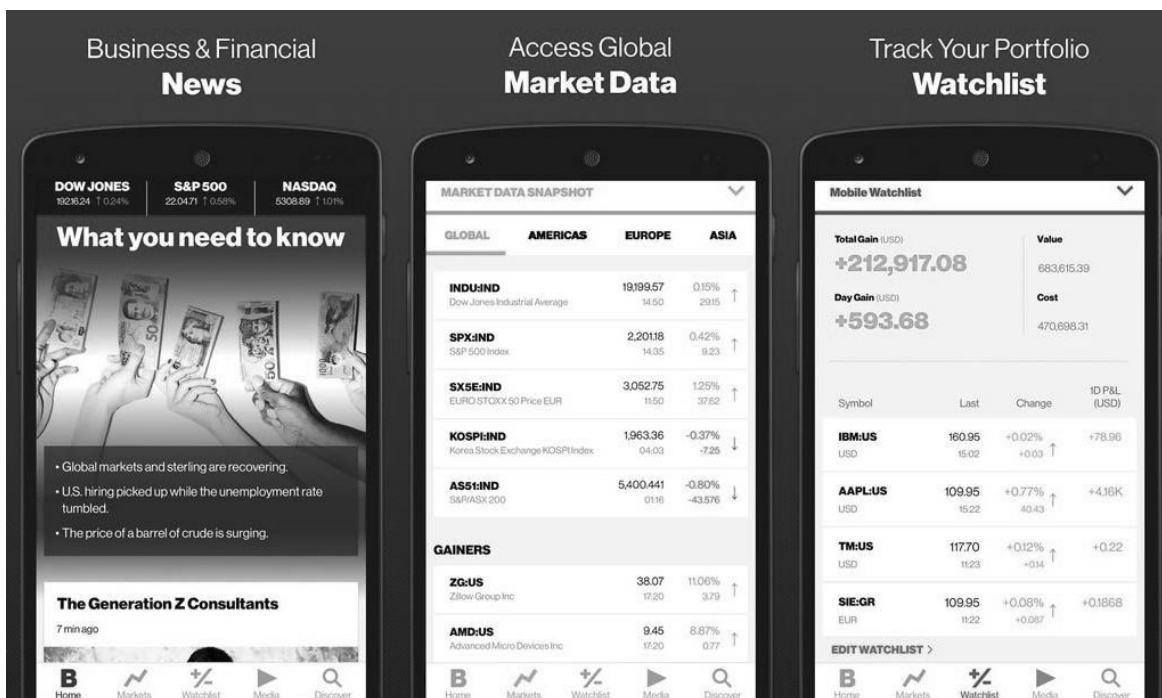 Business & Financial
News
DOW JONES S&P 500 NASDAQ
19216.24 ↑ 0.24% 22.04.71 ↑ 0.58% 5308.89 ↑ 1.01%
What you need to know
• Global markets and sterling are recovering.
• U.S. hiring picked up while the unemployment rate
tumbled.
• The price of a barrel of crude is surging.
The Generation Z Consultants
7 min ago
B
Home Markets Watchlist Media Discover
Access Global
Market Data
MARKET DATA SNAPSHOT
GLOBAL AMERICAS EUROPE ASIA
INDU:IND 19,199.57 0.15% ↑
Dow Jones Industrial Average 14:50 29.15
SPX:IND 2,201.18 0.42% ↑
S&P 500 Index 14:35 9.23
SX5E:IND 3,052.75 1.25% ↑
EURO STOXX 50 Price EUR 11:50 37.62
KOSPI:IND 1,963.36 -0.37% ↓
Korea Stock Exchange KOSPI Index 04:03 -7.25
AS51:IND 5,400.441 -0.80% ↓
S&P/ASX 200 01:16 -43.576
GAINERS
ZG:US 38.07 11.06% ↑
Zillow Group Inc 17:20 3.79
AMD:US 9.45 8.87% ↑
Advanced Micro Devices Inc 17:20 0.77
B
Home Markets Watchlist Media Discover
Track Your Portfolio
Watchlist
Mobile Watchlist
Total Gain (USD) Value
+212,917.08 683,615.39
Day Gain (USD) Cost
+593.68 470,698.31
1D P&L
Symbol Last Change (USD)
IBM:US 160.95 +0.02% ↑ +78.96
USD 15:02 +0.03
AAPL:US 109.95 +0.77% ↑ +4.16K
USD 15:22 40.43
TM:US 117.70 +0.12% ↑ +0.22
USD 11:23 +0.14
SIE:GR 109.95 +0.08% ↑ +0.1868
EUR 11:22 +0.087
EDIT WATCHLIST >
B +/-
Home Markets Watchlist Media Discover